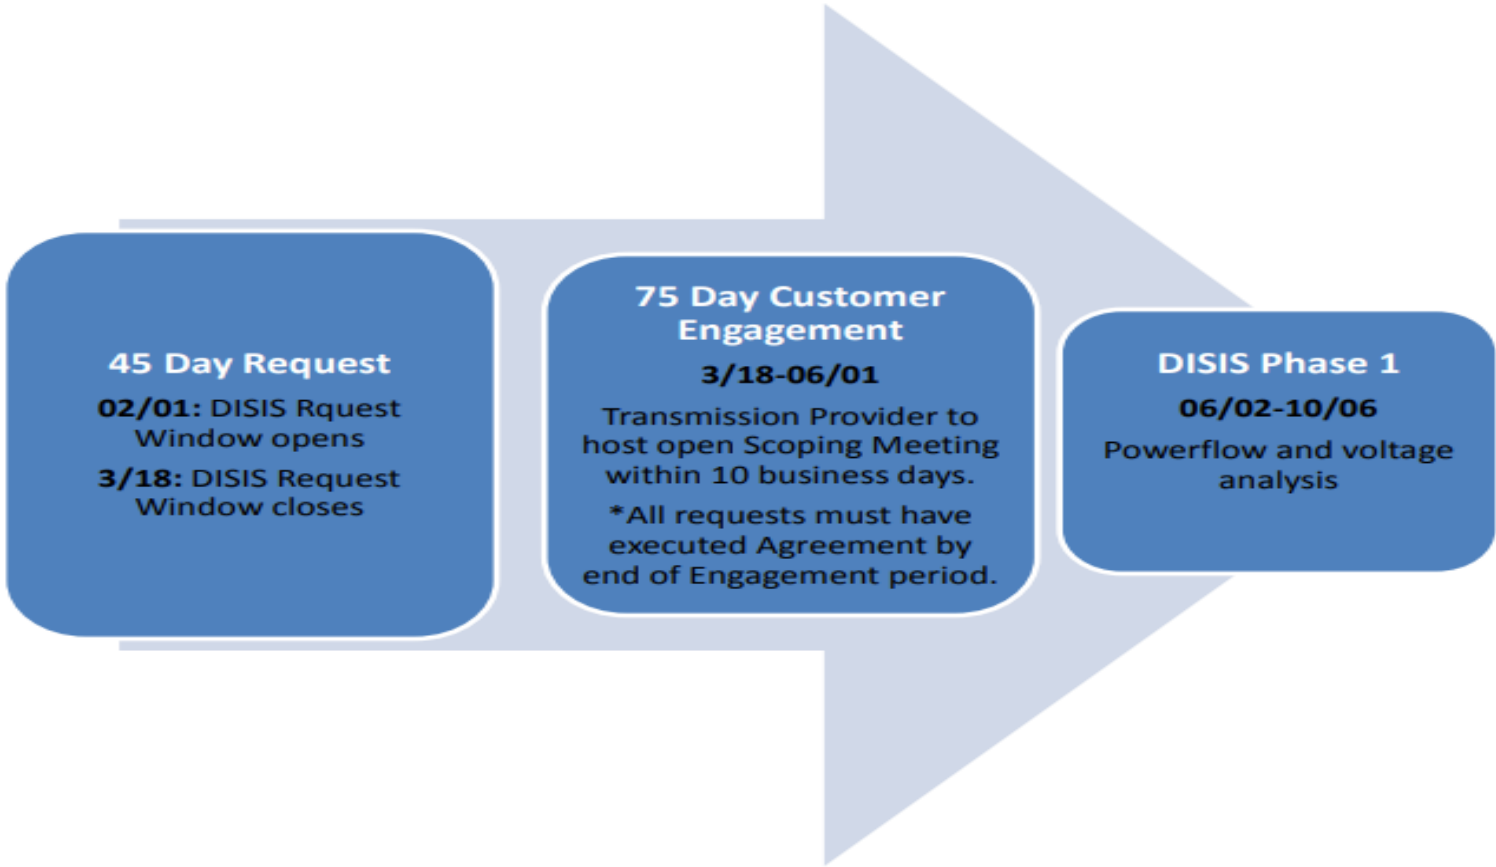 45 Day Request
02/01: DISIS Rquest
Window opens
3/18: DISIS Request
Window closes
75 Day Customer
Engagement
3/18-06/01
Transmission Provider to
host open Scoping Meeting
within 10 business days.
*All requests must have
executed Agreement by
end of Engagement period.
DISIS Phase 1
06/02-10/06
Powerflow and voltage
analysis